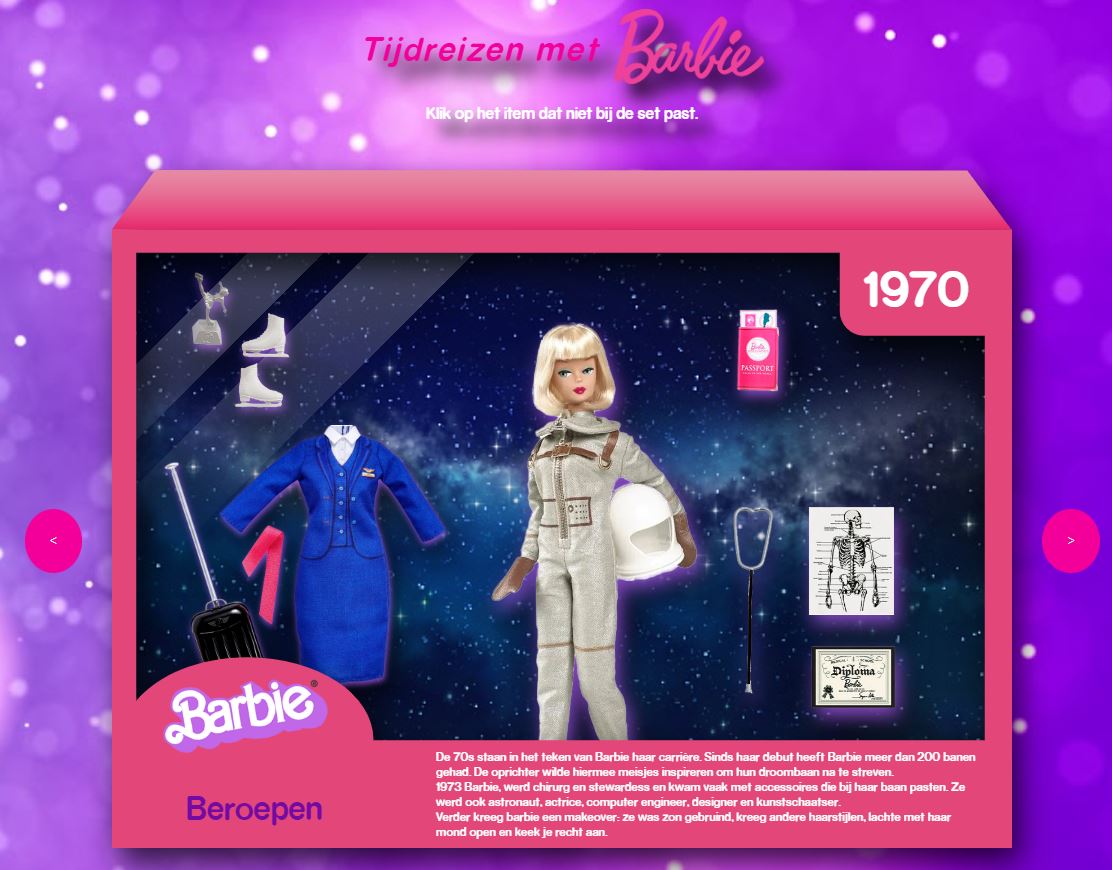 Tijdreizen met Barbie
Klik op het item dat niet bij de set past.
1970
Barbie
PASSPORT
<
>
Diploma
Barbie
Barbie®
De 70s staan in het teken van Barbie haar carrière. Sinds haar debut heeft Barbie meer dan 200 banen
gehad. De oprichter wilde hiermee meisjes inspireren om hun droombaan na te streven.
1973 Barbie, werd chirurg en stewardess en kwam vaak met accessoires die bij haar baan pasten. Ze
werd ook astronaut, actrice, computer engineer, designer en kunstschaatser.
Verder kreeg barbie een makeover: ze was zon gebruind, kreeg andere haarstijlen, lachte met haar
mond open en keek je recht aan.
Beroepen